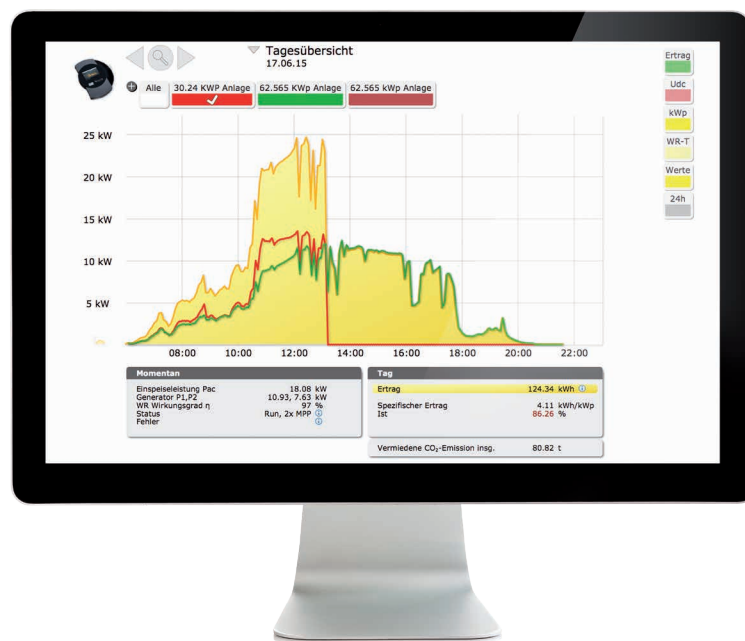 Tagesübersicht
17.06.15
Alle 30.24 KWP Anlage 62.565 KWp Anlage 62.565 kWp Anlage
Ertrag
Udc
kWp
WR-T
Werte
24h
25 kW
20 kW
15 kW
10 kW
5 kW
08:00 10:00 12:00 14:00 16:00 18:00 20:00 22:00
Momentan
Einspeiseleistung Pac 18.08 kW
Generator P1,P2 10.93, 7.63 kW
WR Wirkungsgrad η 97 %
Status Run, 2x MPP
Fehler
Tag
Ertrag 124.34 kWh
Spezifischer Ertrag 4.11 kWh/kWp
Ist 86.26 %
Vermiedene CO₂-Emission insg. 80.82 t